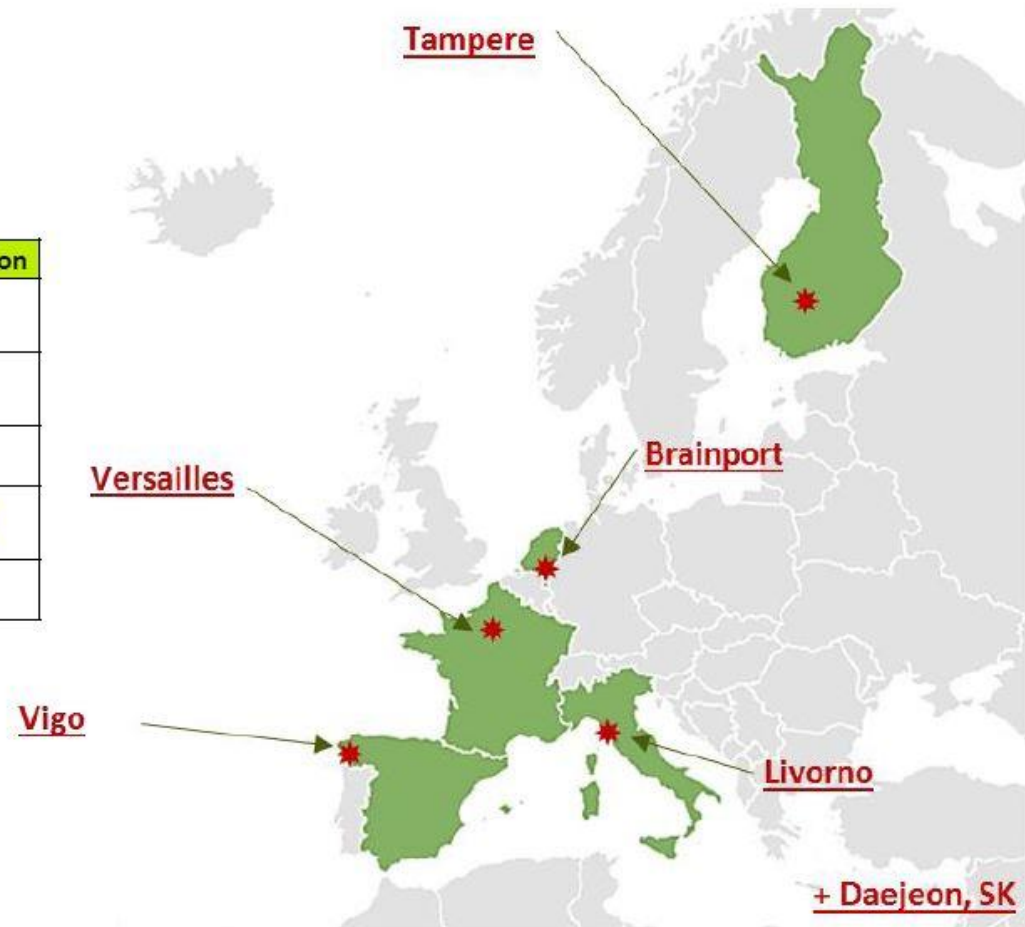 Tampere
on
Brainport
Versailles
Vigo
Livorno
+ Daejeon, SK